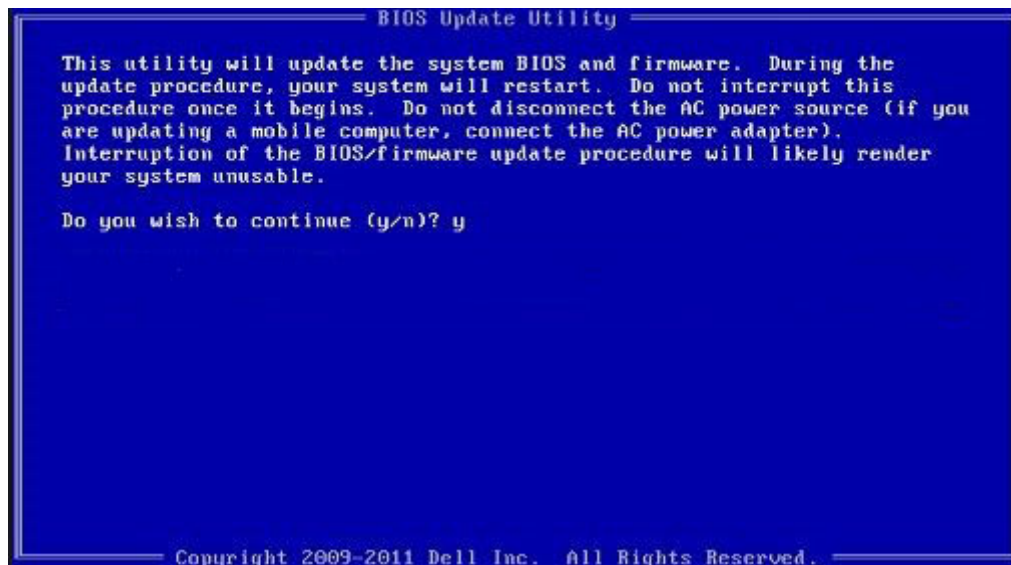 BIOS Update Utility
This utility will update the system BIOS and firmware. During the
update procedure, your system will restart. Do not interrupt this
procedure once it begins. Do not disconnect the AC power source (if you
are updating a mobile computer, connect the AC power adapter).
Interruption of the BIOS/firmware update procedure will likely render
your system unusable.
Do you wish to continue (y/n)? y
Copyright 2009-2011 Dell Inc. All Rights Reserved.